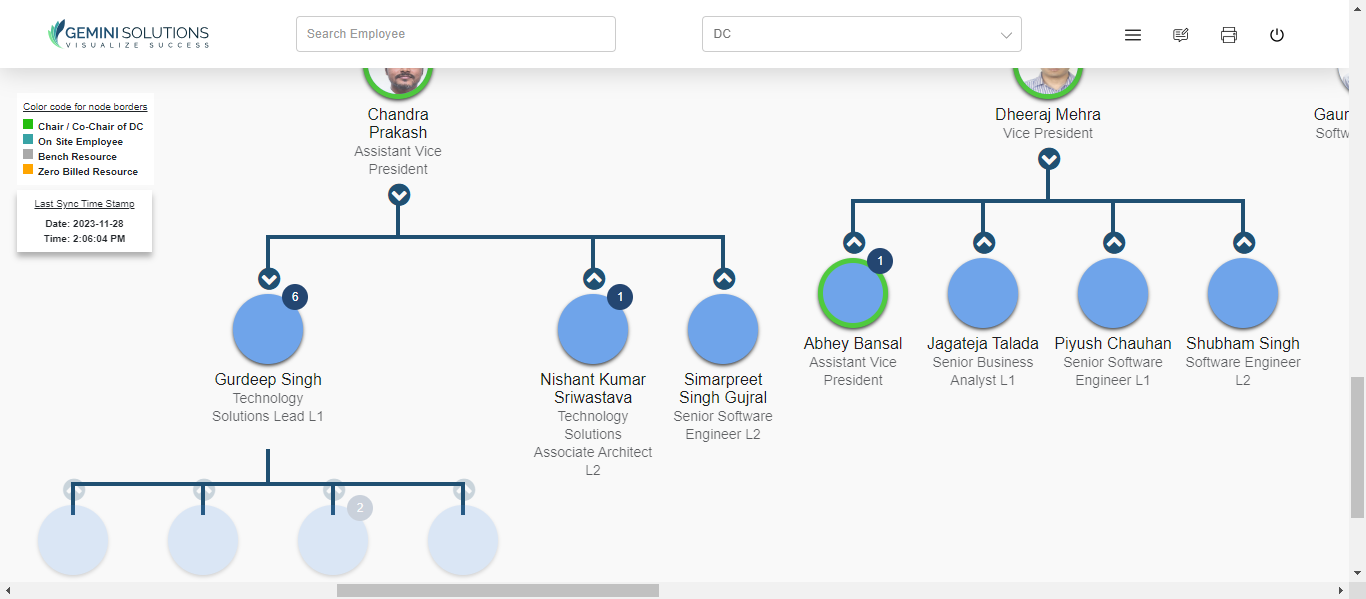 GEMINI SOLUTIONS
VISUALIZE SUCCESS
Search Employee
DC
Color code for node borders
Chair / Co-Chair of DC
On Site Employee
Bench Resource
Zero Billed Resource
Last Sync Time Stamp
Date: 2023-11-28
Time: 2:06:04 PM
Chandra
Prakash
Assistant Vice
President
Dheeraj Mehra
Vice President
Gaur
Softw
6
Gurdeep Singh
Technology
Solutions Lead L1
1
Nishant Kumar
Sriwastava
Technology
Solutions
Associate Architect
L2
Simarpreet
Singh Gujral
Senior Software
Engineer L2
1
Abhey Bansal
Assistant Vice
President
Jagateja Talada
Senior Business
Analyst L1
Piyush Chauhan
Senior Software
Engineer L1
Shubham Singh
Software Engineer
L2
2